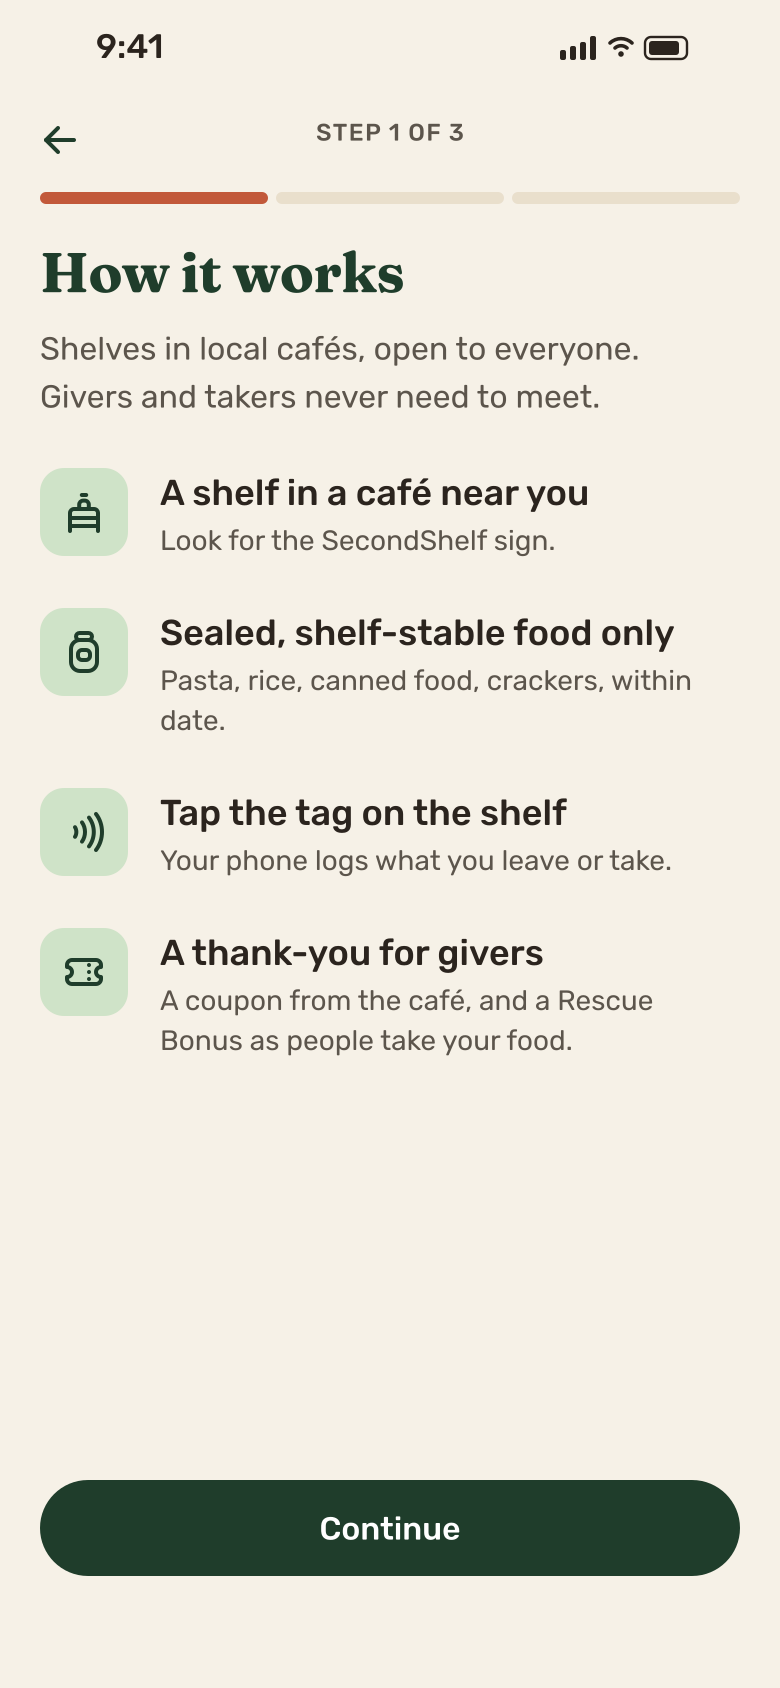 9:41
STEP 1 OF 3
How it works
Shelves in local cafés, open to everyone.
Givers and takers never need to meet.
A shelf in a café near you
Look for the SecondShelf sign.
Sealed, shelf-stable food only
Pasta, rice, canned food, crackers, within
date.
Tap the tag on the shelf
Your phone logs what you leave or take.
A thank-you for givers
A coupon from the café, and a Rescue
Bonus as people take your food.
Continue